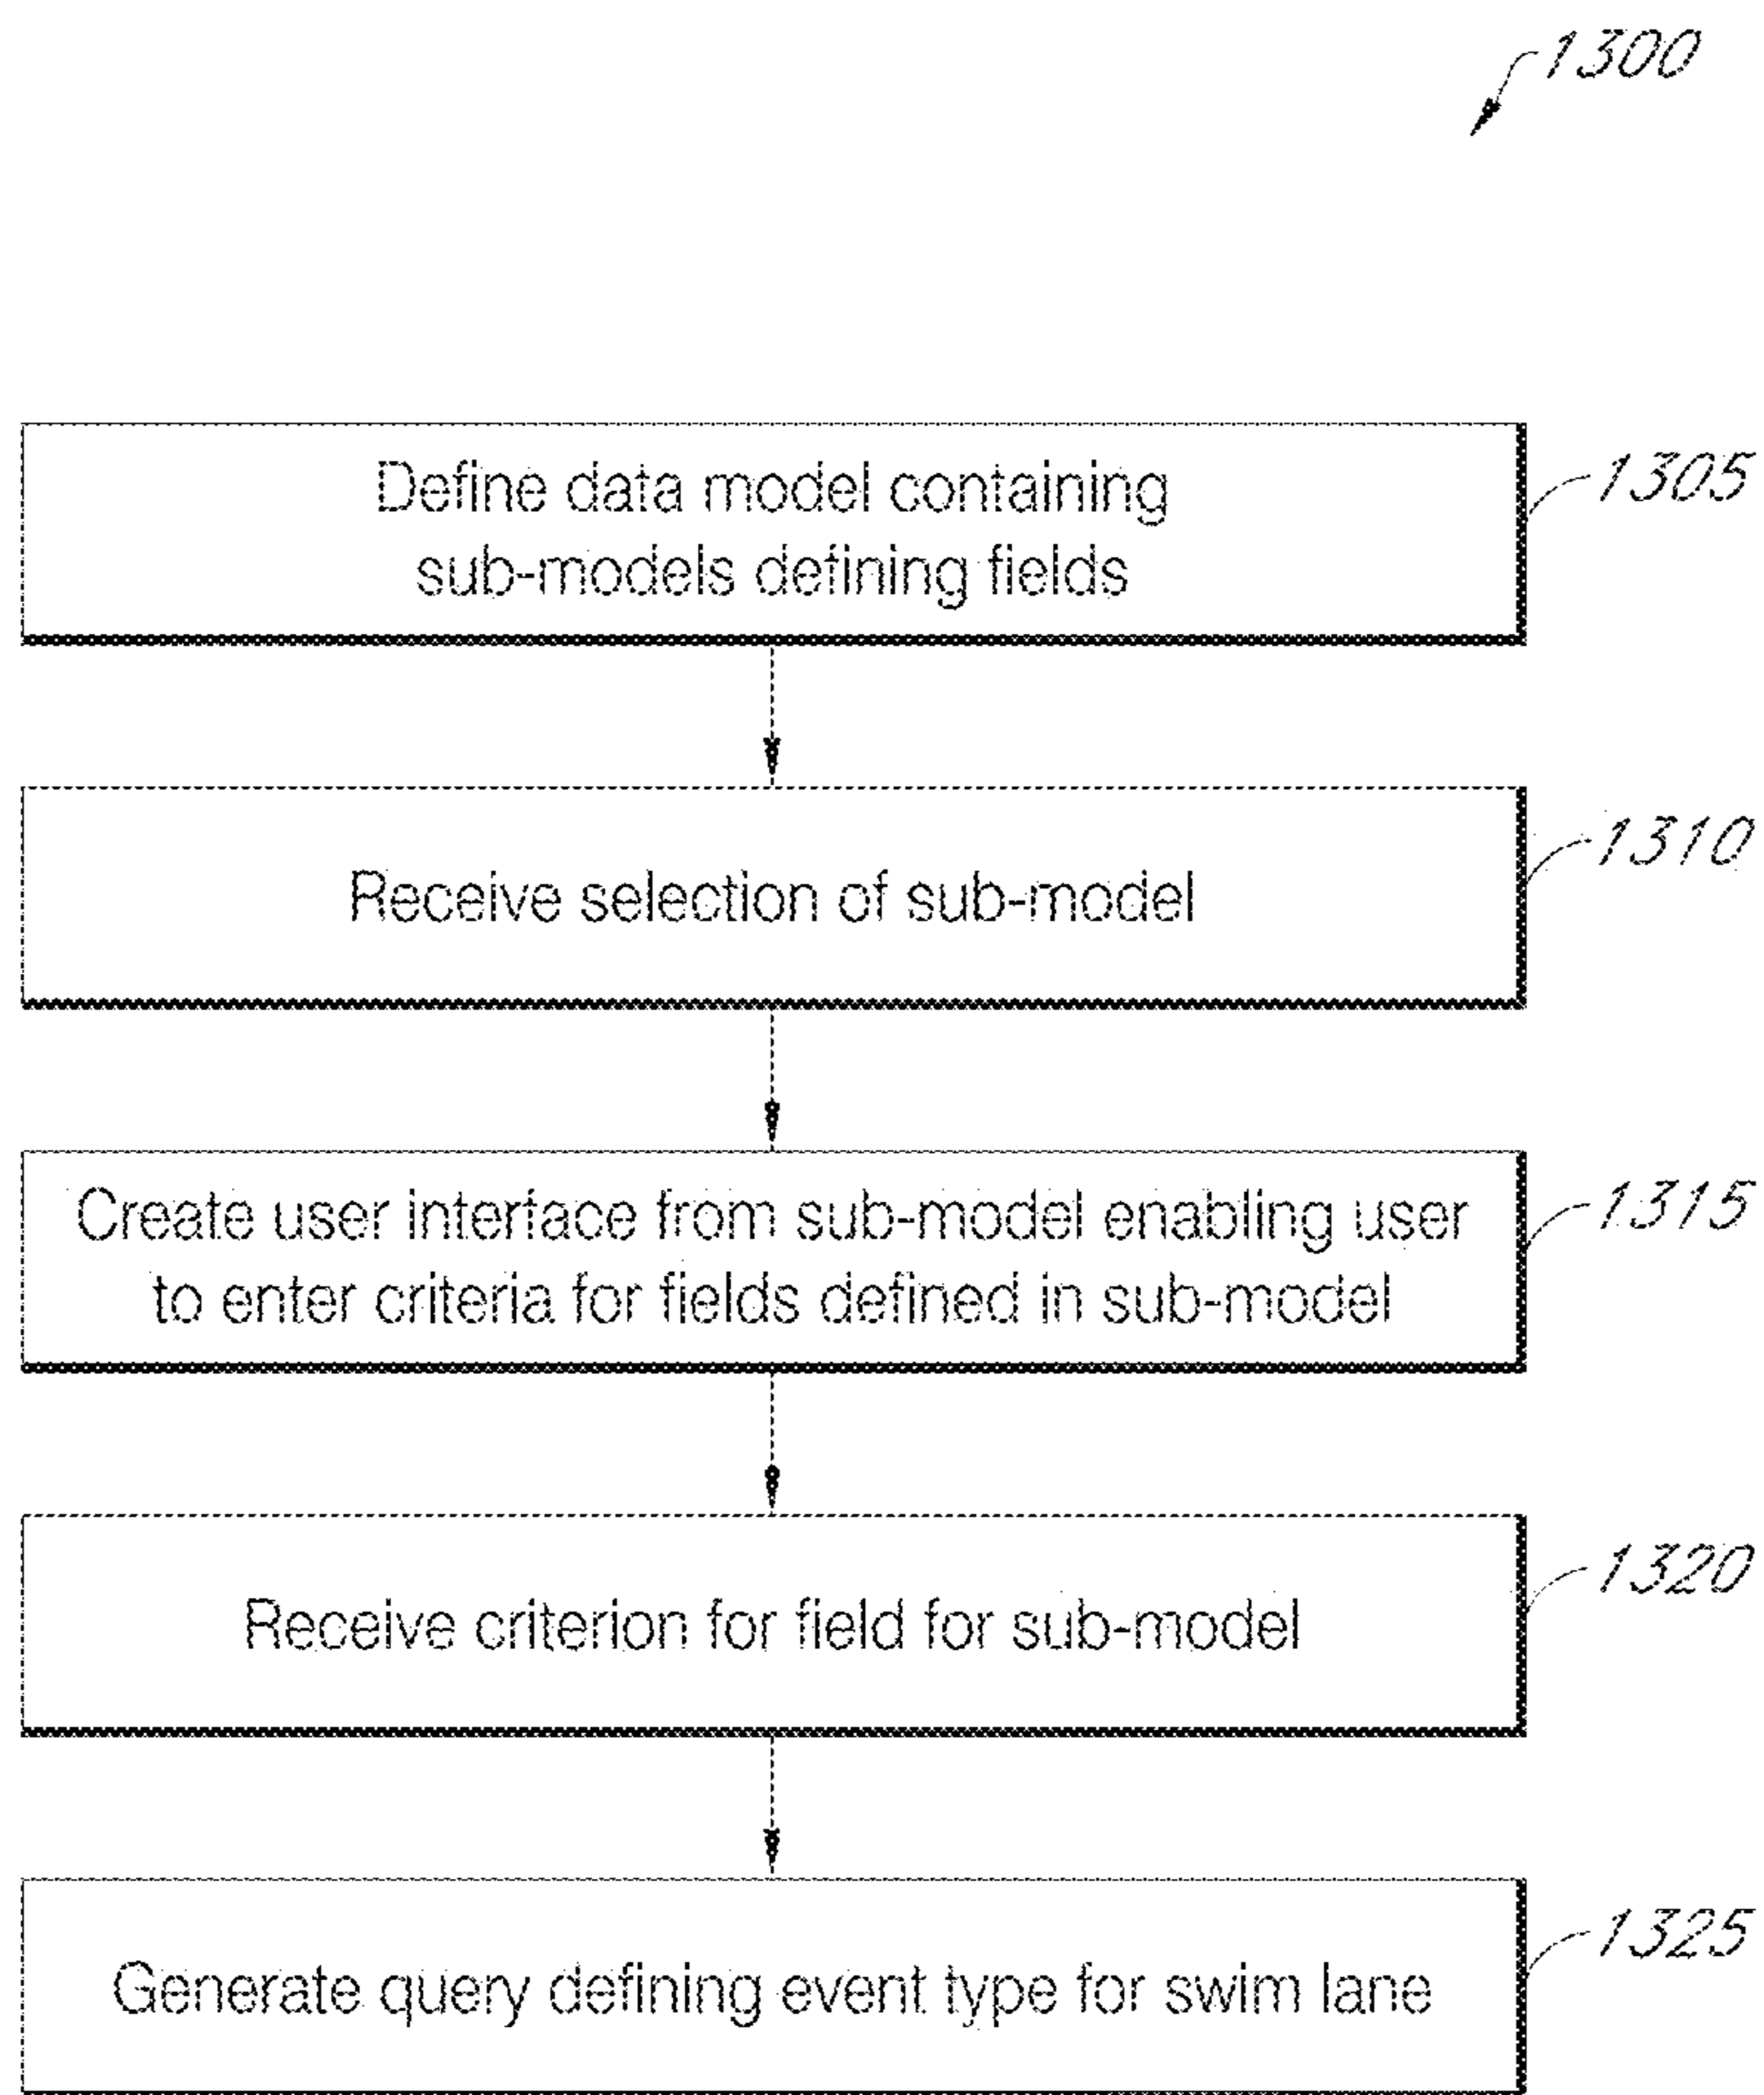 1300
Define data model containing
sub-models defining fields
1305
Receive selection of sub-model
1310
Create user interface from sub-model enabling user
to enter criteria for fields defined in sub-model
1315
Receive criterion for field for sub-model
1320
Generate query defining event type for swim lane
1325